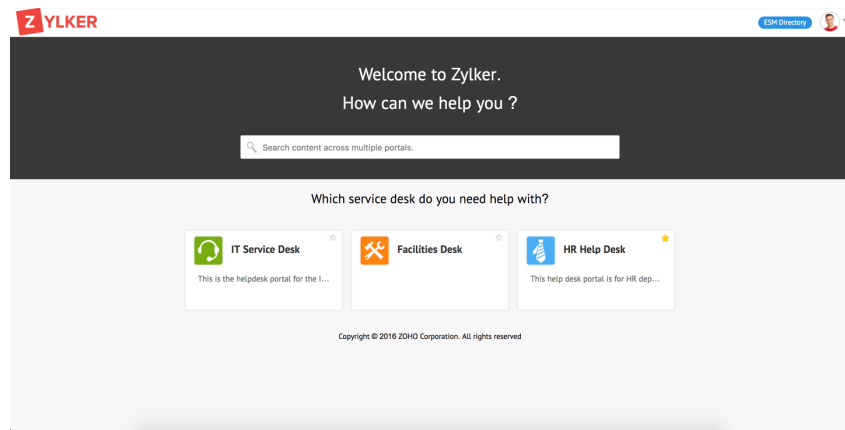 ZYLKER
ESM Directory
Welcome to Zylker.
How can we help you ?
Search content across multiple portals.
Which service desk do you need help with?
IT Service Desk
This is the helpdesk portal for the I...
Facilities Desk
HR Help Desk
This help desk portal is for HR dep...
Copyright © 2016 ZOHO Corporation. All rights reserved